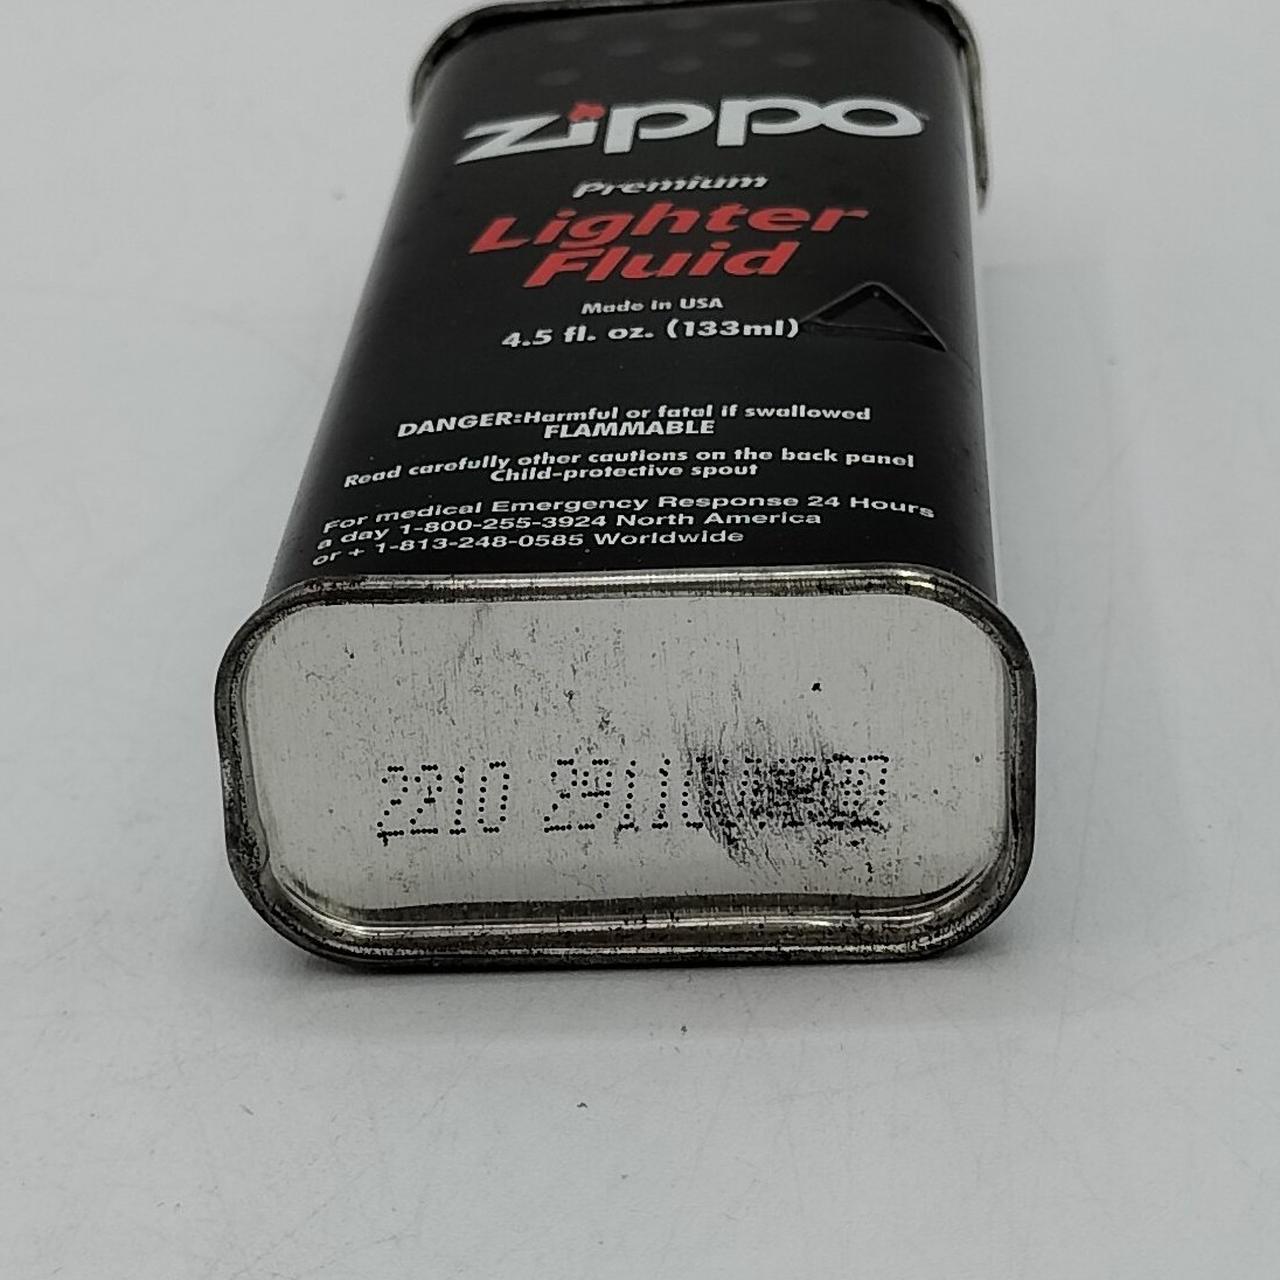 zippo
Premium
Lighter
Fluid
Made in USA
4.5 fl. oz. (133ml)
DANGER:Harmful or fatal if swallowed
FLAMMABLE
Read carefully other cautions on the back panel
Child-protective spout
For medical Emergency Response 24 Hours
a day 1-800-255-3924 North America
or + 1-813-248-0585 Worldwide
2210